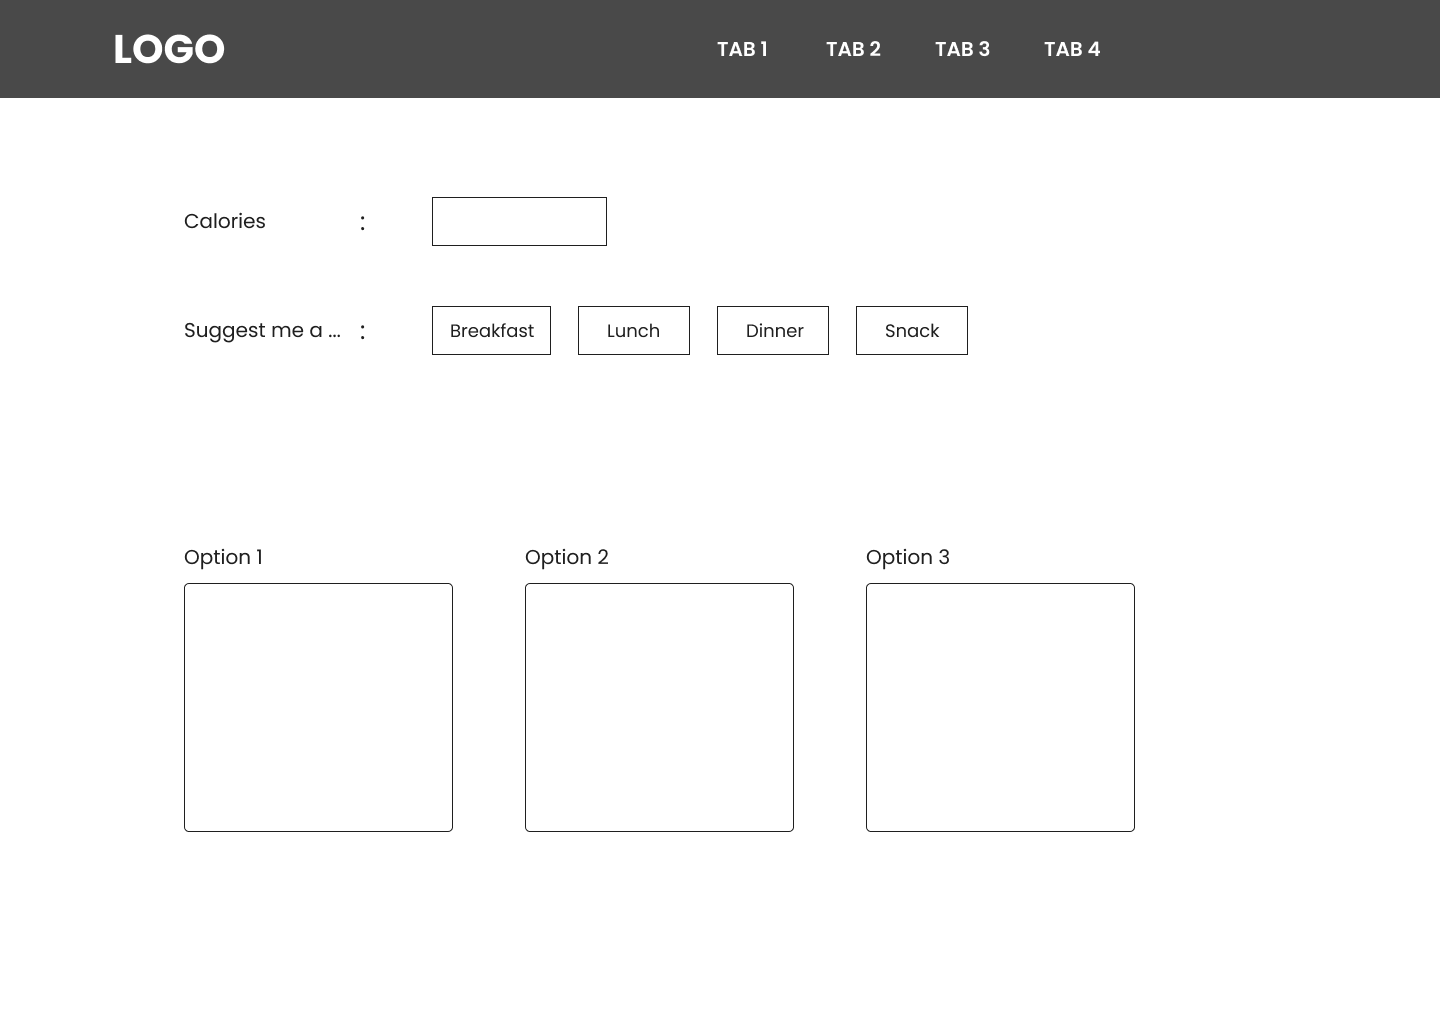 LOGO TAB 1 TAB 2 TAB 3 TAB 4
Calories :
Suggest me a ... : Breakfast Lunch Dinner Snack
Option 1 Option 2 Option 3